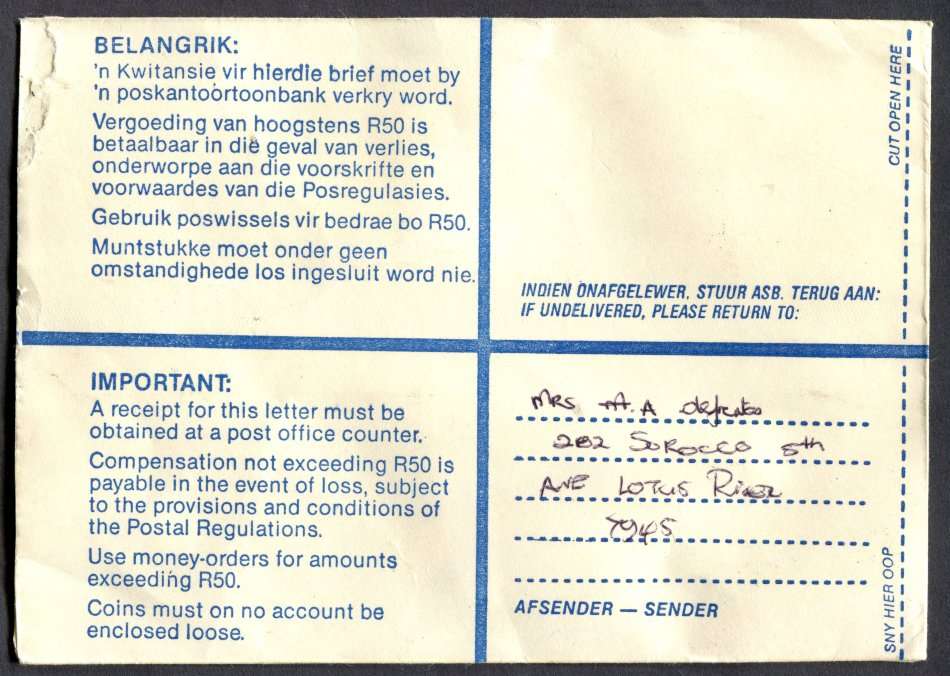 BELANGRIK:
'n Kwitansie vir hierdie brief moet by
'n poskantoortoonbank verkry word.
Vergoeding van hoogstens R50 is
betaalbaar in die geval van verlies,
onderworpe aan die voorskrifte en
voorwaardes van die Posregulasies.
Gebruik poswissels vir bedrae bo R50.
Muntstukke moet onder geen
omstandighede los ingesluit word nie.
CUT OPEN HERE
INDIEN ONAFGELEWER, STUUR ASB. TERUG AAN:
IF UNDELIVERED, PLEASE RETURN TO:
IMPORTANT:
A receipt for this letter must be
obtained at a post office counter.
Compensation not exceeding R50 is
payable in the event of loss, subject
to the provisions and conditions of
the Postal Regulations.
Use money-orders for amounts
exceeding R50.
Coins must on no account be
enclosed loose.
MRS A.A
202 SOROCCO 5th
AVE LOTUS RIVER
7945
AFSENDER — SENDER
SNY HIER OOP